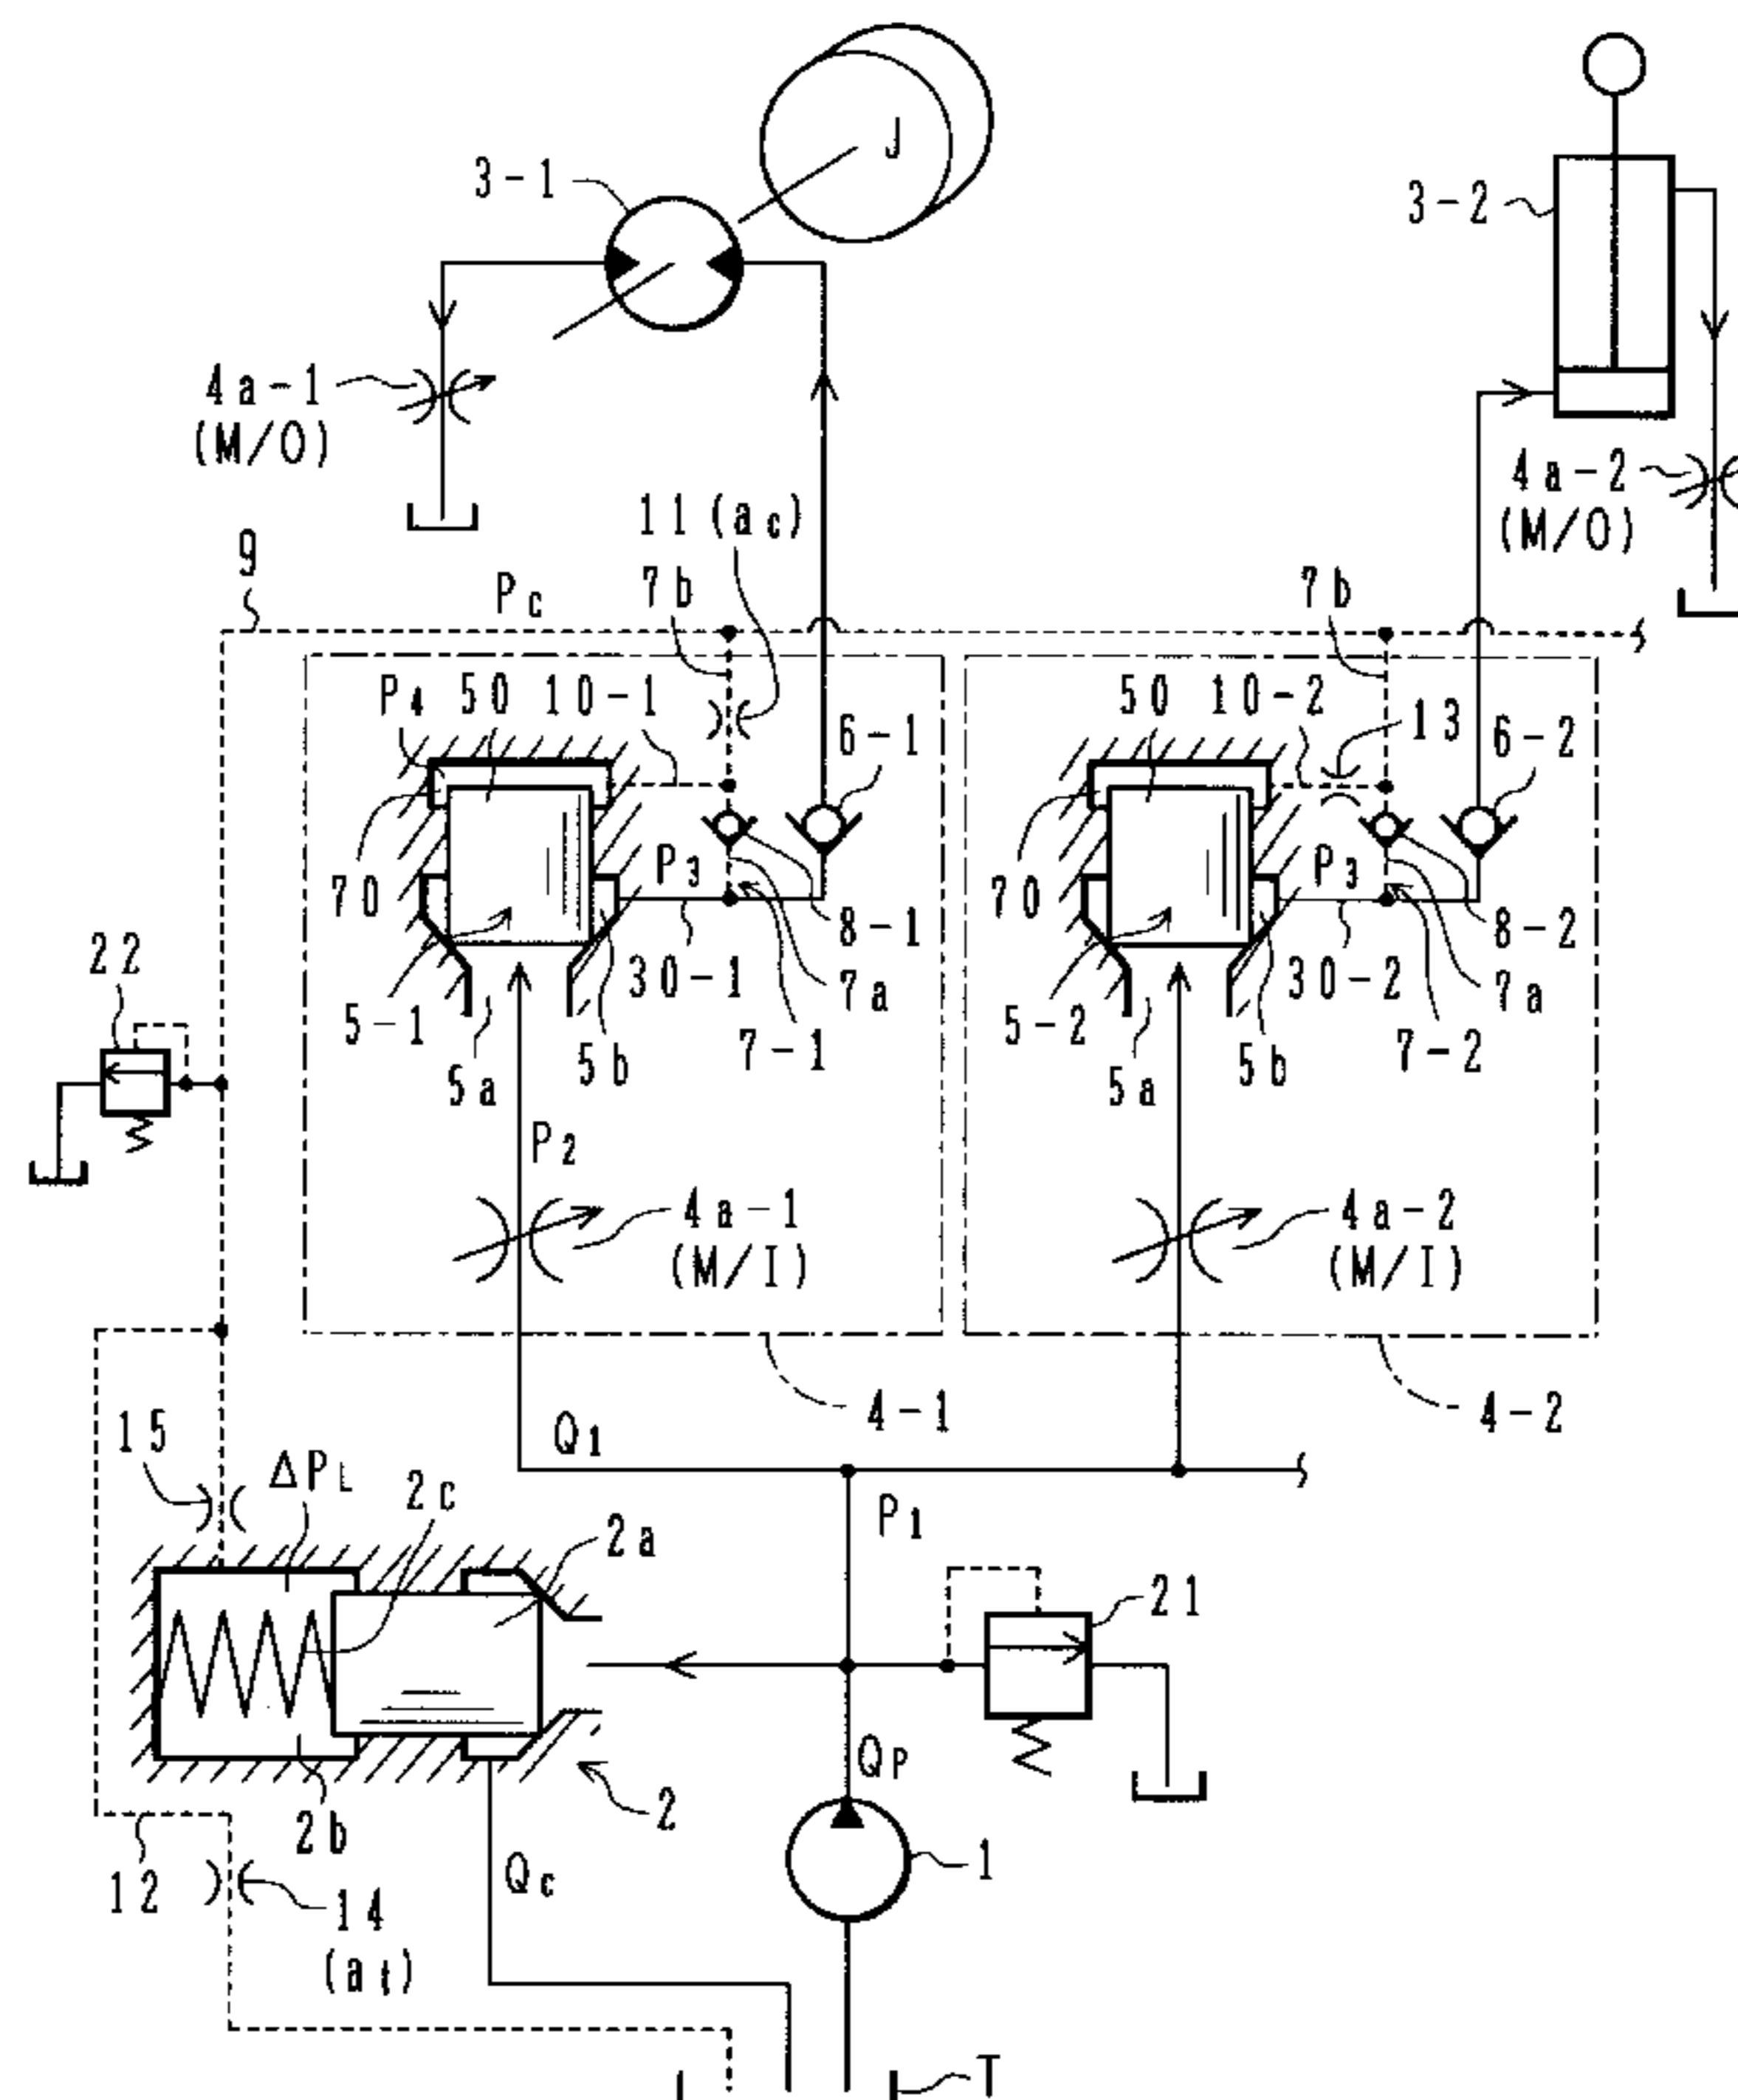 J
3-1
3-2
4a-1
(M/O)
4a-2
(M/O)
11(ac)
9
Pc
7b
7b
P4
50
10-1
50
10-2
13
6-1
6-2
70
P3
70
P3
8-1
8-2
22
30-1
7a
30-2
7a
5-1
7-1
5-2
7-2
5a
5b
5a
5b
P2
4a-1
(M/I)
4a-2
(M/I)
4-1
4-2
15
Q1
ΔPL
2c
2a
P1
21
QP
2
2b
12
Qc
1
14
(at)
T